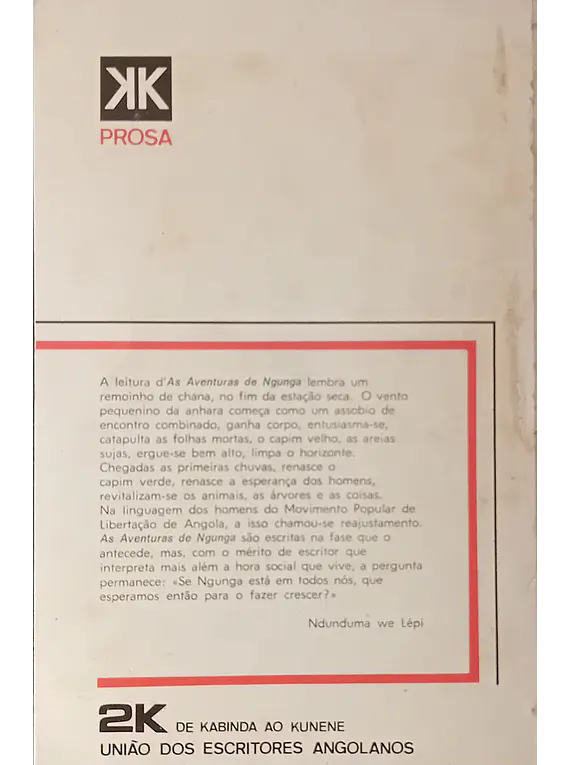 KK
PROSA
A leitura d'As Aventuras de Ngunga lembra um
remoinho de chana, no fim da estação seca. O vento
pequenino da anhara começa como um assobio de
encontro combinado, ganha corpo, entusiasma-se,
catapulta as folhas mortas, o capim velho, as areias
sujas, ergue-se bem alto, limpa o horizonte.
Chegadas as primeiras chuvas, renasce o
capim verde, renasce a esperança dos homens,
revitalizam-se os animais, as árvores e as coisas.
Na linguagem dos homens do Movimento Popular de
Libertação de Angola, a isso chamou-se reajustamento.
As Aventuras de Ngunga são escritas na fase que o
antecede, mas, com o mérito de escritor que
interpreta mais além a hora social que vive, a pergunta
permanece: «Se Ngunga está em todos nós, que
esperamos então para o fazer crescer?»
Ndunduma we Lépi
2K DE KABINDA AO KUNENE
UNIÃO DOS ESCRITORES ANGOLANOS